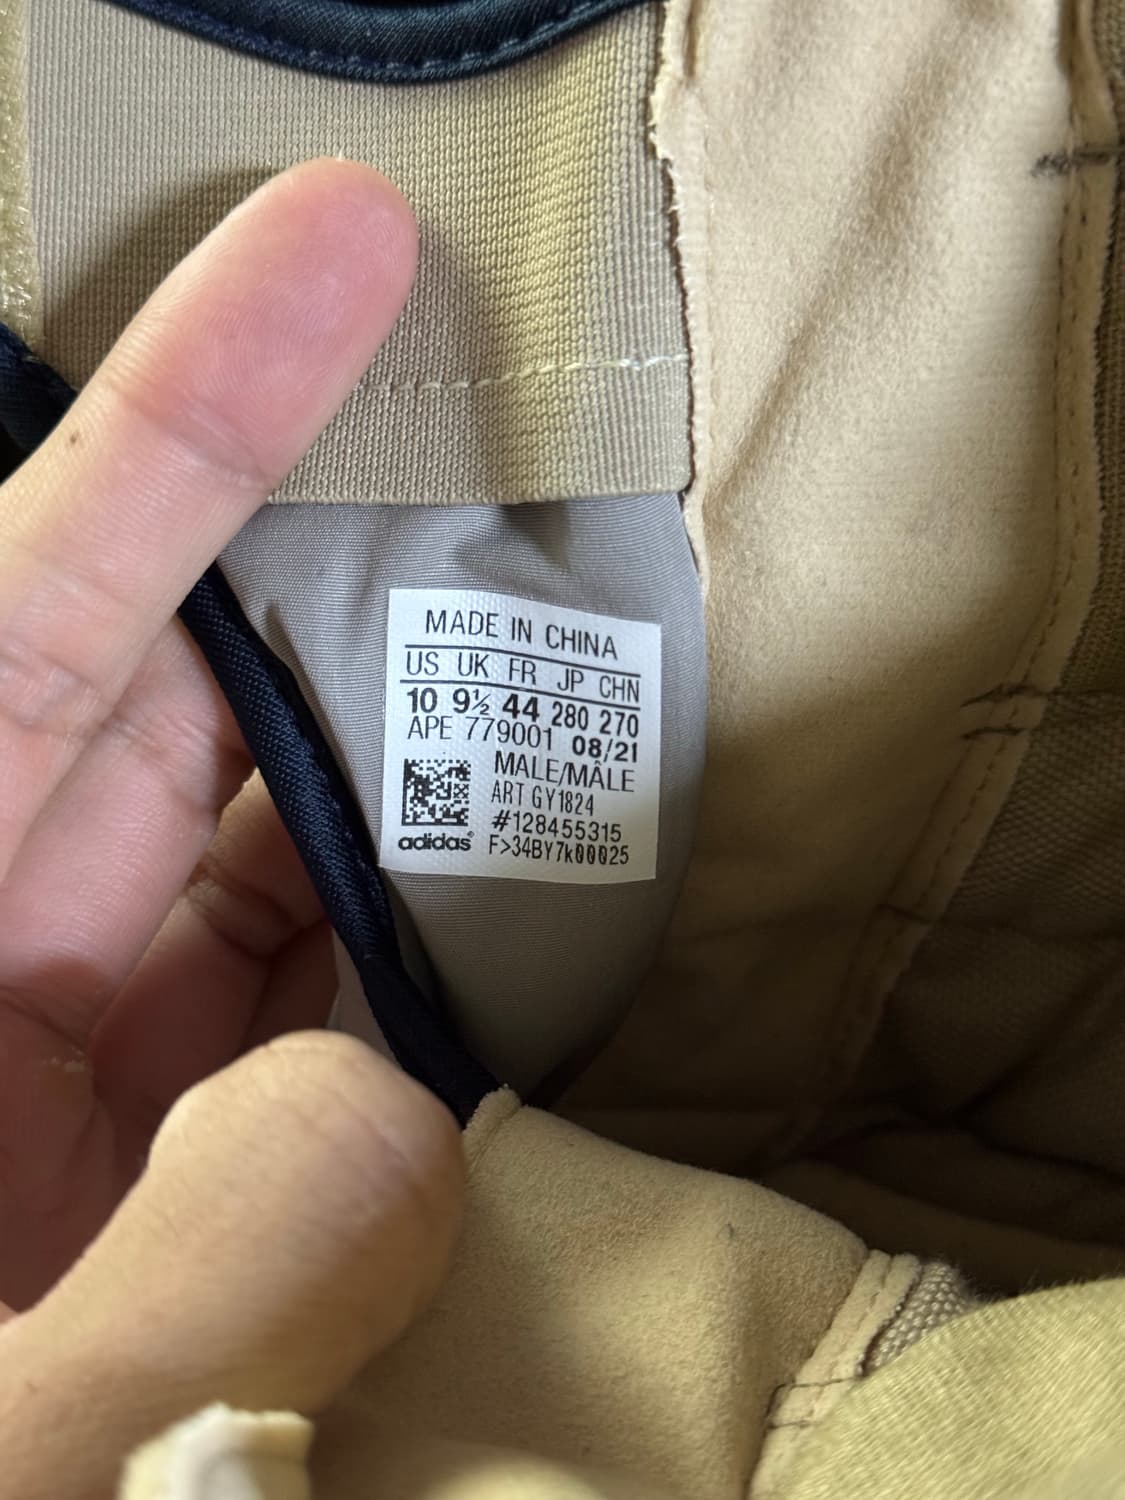 MADE IN CHINA
US UK FR JP CHN
10 9½ 44 280 270
APE 779001 08/21
MALE/MÂLE
ART GY1824
#128455315
adidas® F>34BY7k00025